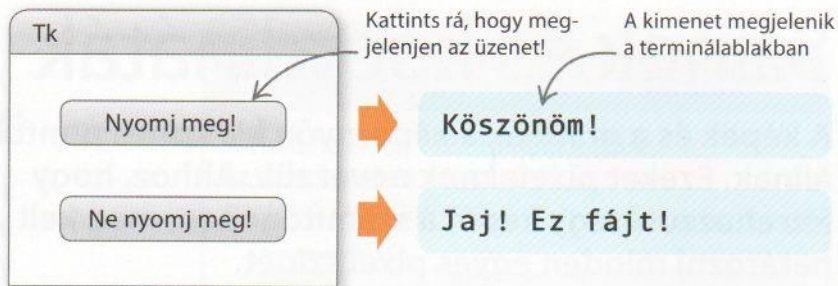 Tk
Kattints rá, hogy meg-
jelenjen az üzenet!
A kimenet megjelenik
a terminálablakban
Nyomj meg!
Köszönöm!
Ne nyomj meg!
Jaj! Ez fájt!